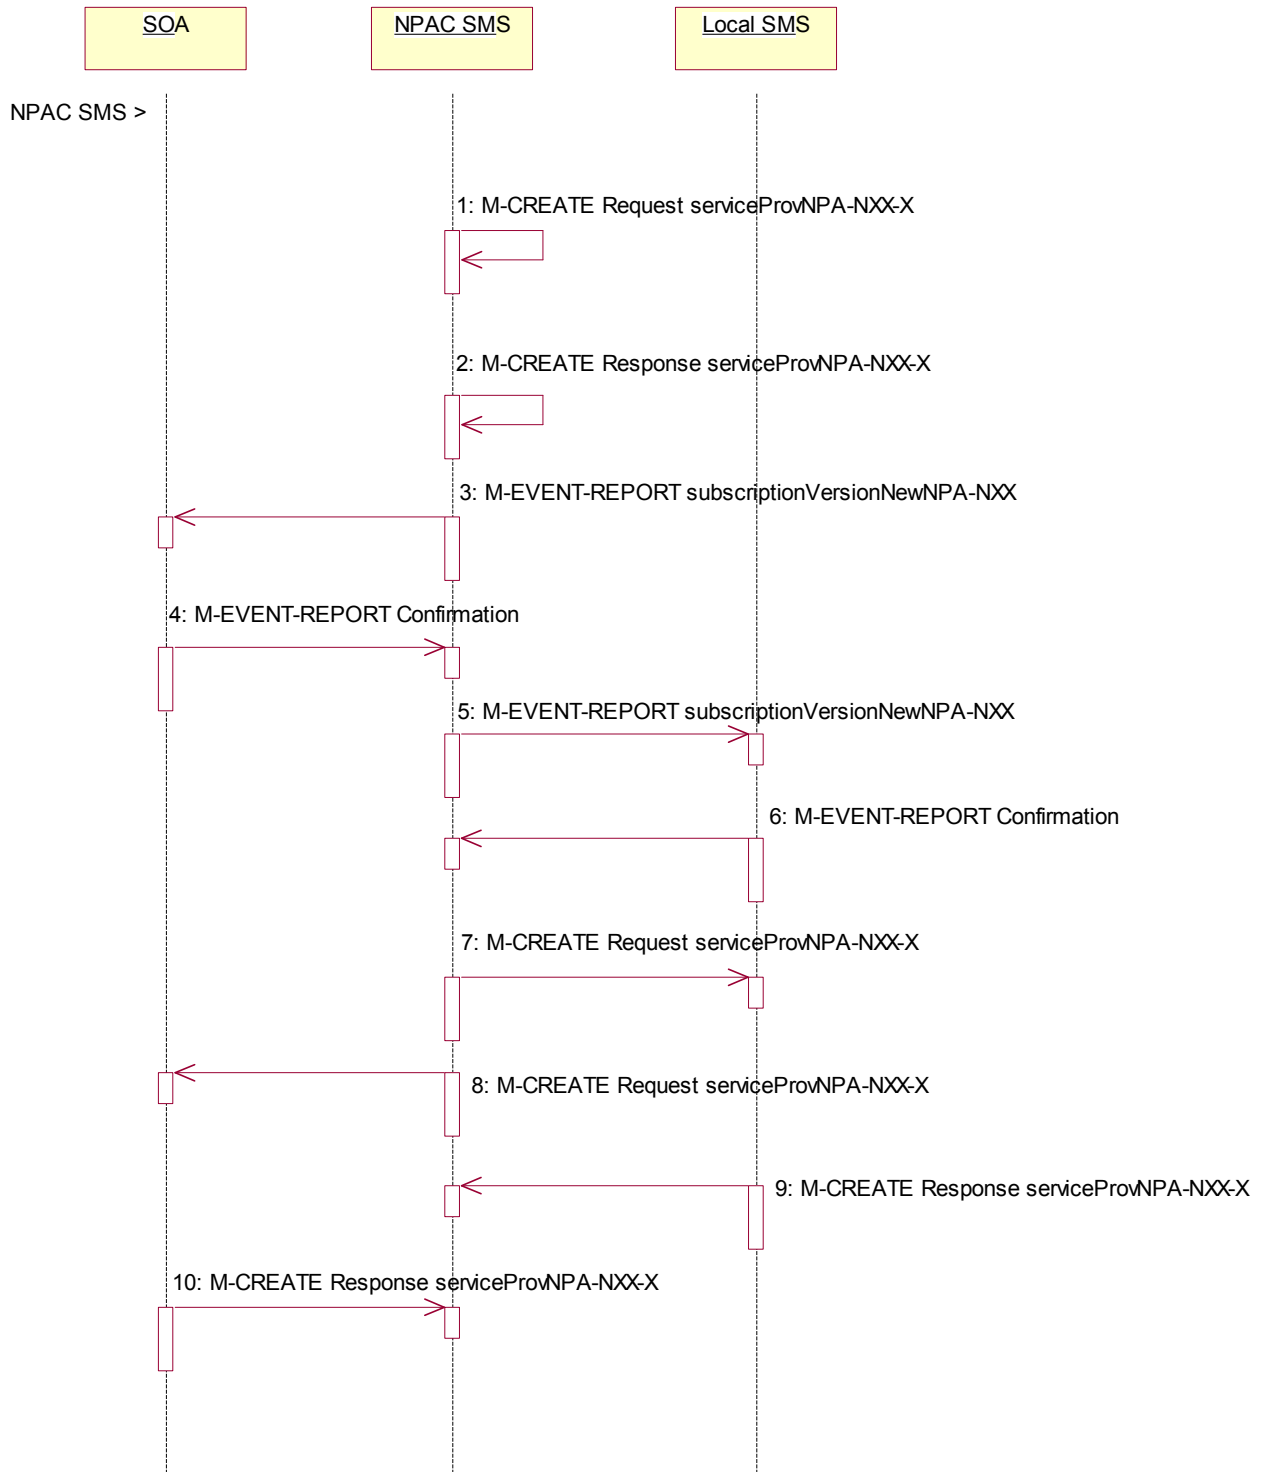 SOA
NPAC SMS
Local SMS
NPAC SMS >
1: M-CREATE Request serviceProvNPA-NXX-X
2: M-CREATE Response serviceProvNPA-NXX-X
3: M-EVENT-REPORT subscriptionVersionNewNPA-NXX
4: M-EVENT-REPORT Confirmation
5: M-EVENT-REPORT subscriptionVersionNewNPA-NXX
6: M-EVENT-REPORT Confirmation
7: M-CREATE Request serviceProvNPA-NXX-X
8: M-CREATE Request serviceProvNPA-NXX-X
9: M-CREATE Response serviceProvNPA-NXX-X
10: M-CREATE Response serviceProvNPA-NXX-X